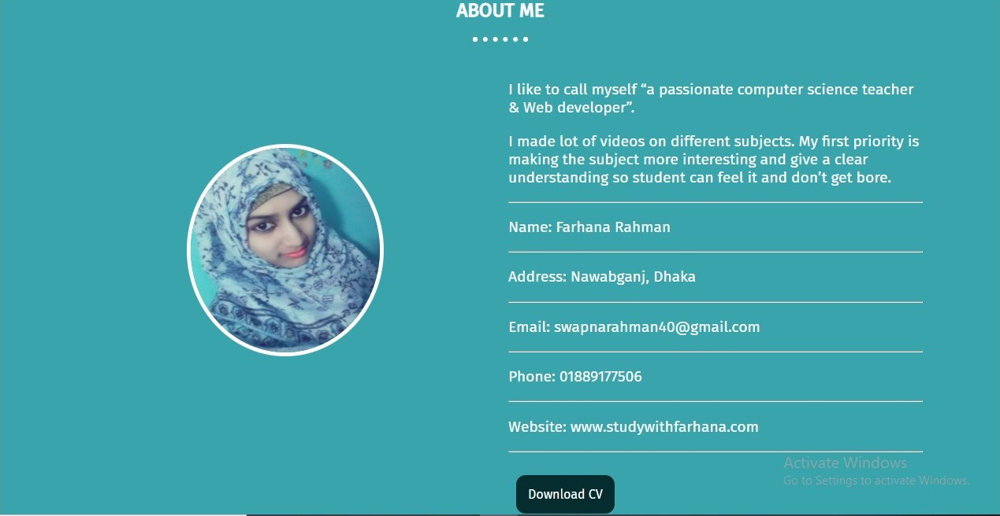 ABOUT ME
I like to call myself “a passionate computer science teacher
& Web developer”.
I made lot of videos on different subjects. My first priority is
making the subject more interesting and give a clear
understanding so student can feel it and don’t get bore.
Name: Farhana Rahman
Address: Nawabganj, Dhaka
Email: swapnarahman40@gmail.com
Phone: 01889177506
Website: www.studywithfarhana.com
Activate Windows
Go to Settings to activate Windows.
Download CV